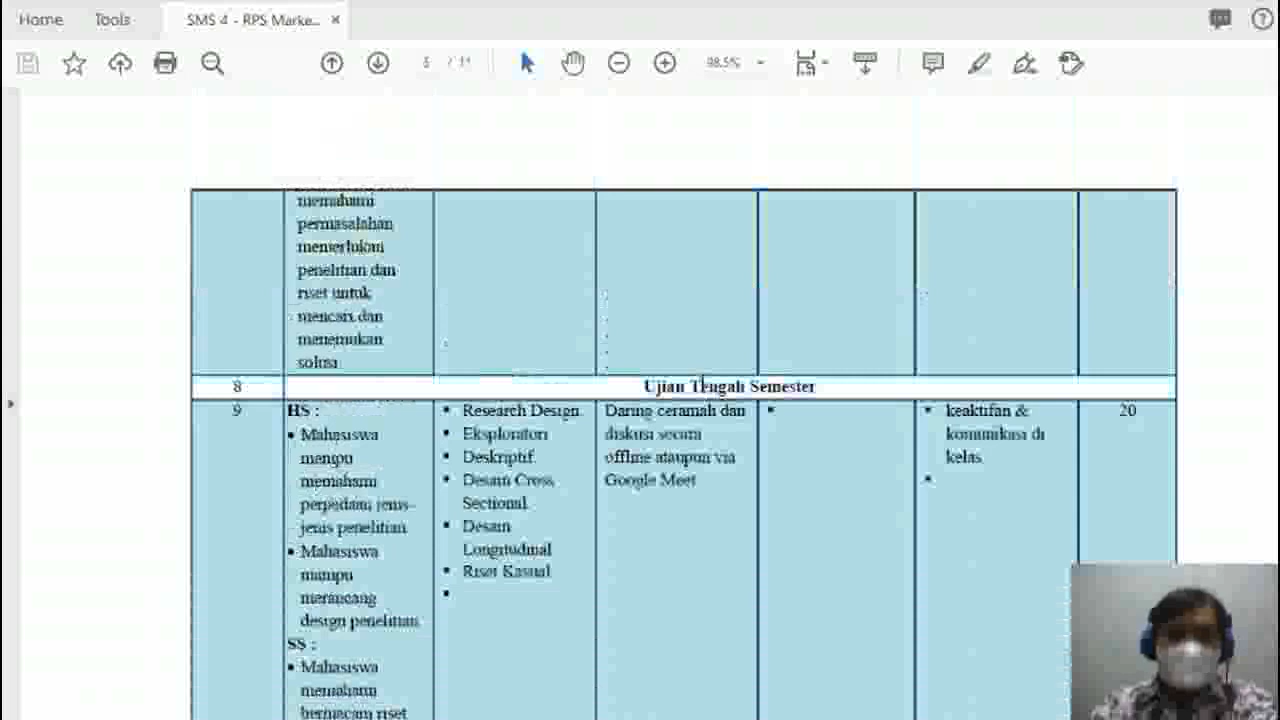 Home Tools SMS 4 - RPS Marke... ×
98.5%
memahami
permasalahan
memerlukan
penelitian dan
riset untuk
mencari dan
menemukan
solusi
8 Ujian Tengah Semester
9 HS : • Research Design Daring ceramah dan • • keaktifan & 20
• Mahasiswa • Eksploratori diskusi secara komunikasi di
mampu • Deskriptif offline ataupun via kelas
memahami • Desain Cross Google Meet •
Sectional
jenis penelitian • Desain
• Mahasiswa Longitudinal
mampu • Riset Kasual
merancang •
design penelitian
SS :
• Mahasiswa
memahami
bermacam riset